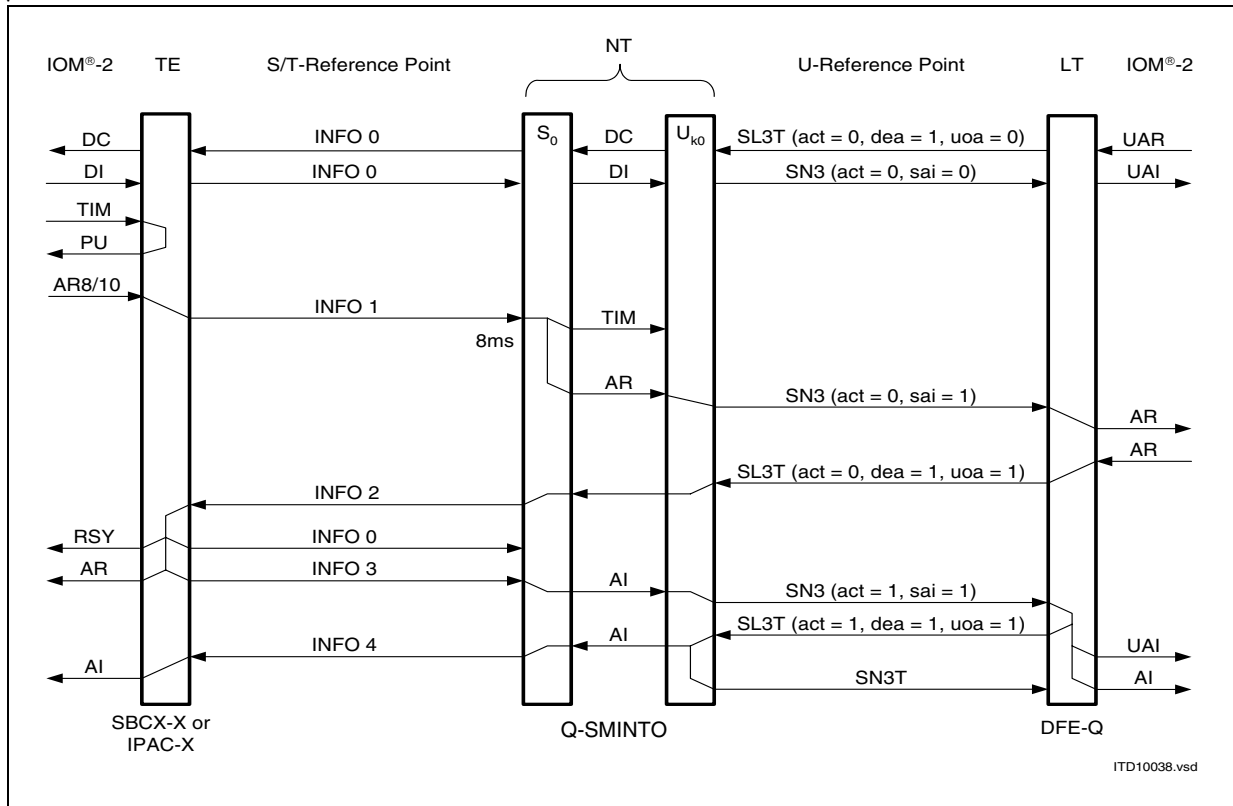 NT
IOM®-2 TE S/T-Reference Point U-Reference Point LT IOM®-2
S0 Uk0
DC INFO 0 DC SL3T (act = 0, dea = 1, uoa = 0) UAR
DI INFO 0 DI SN3 (act = 0, sai = 0) UAI
TIM
PU
AR8/10
INFO 1 TIM
8ms
AR SN3 (act = 0, sai = 1)
AR
AR
INFO 2 SL3T (act = 0, dea = 1, uoa = 1)
RSY INFO 0
AR INFO 3 AI SN3 (act = 1, sai = 1)
INFO 4 AI SL3T (act = 1, dea = 1, uoa = 1) UAI
AI SN3T AI
SBCX-X or
IPAC-X
Q-SMINTO DFE-Q
ITD10038.vsd